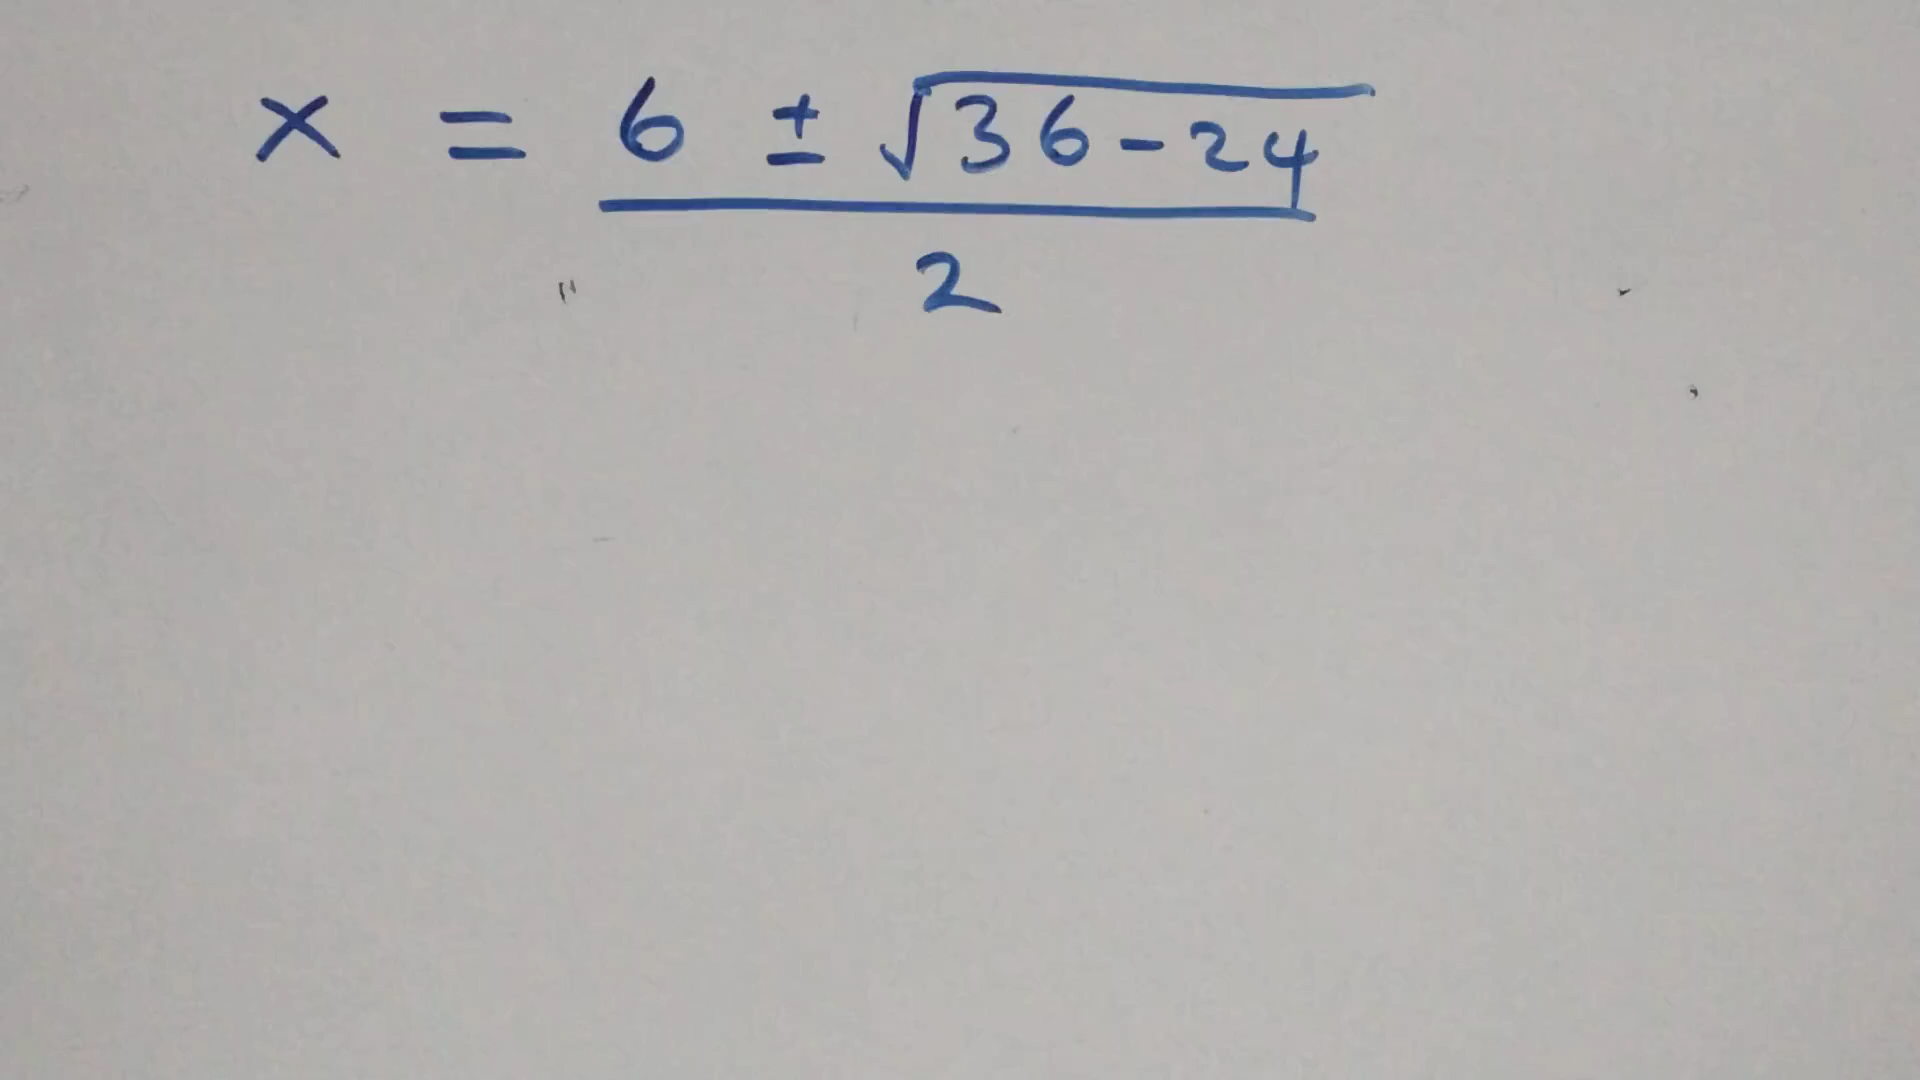 x = 6 ± √36-24
2